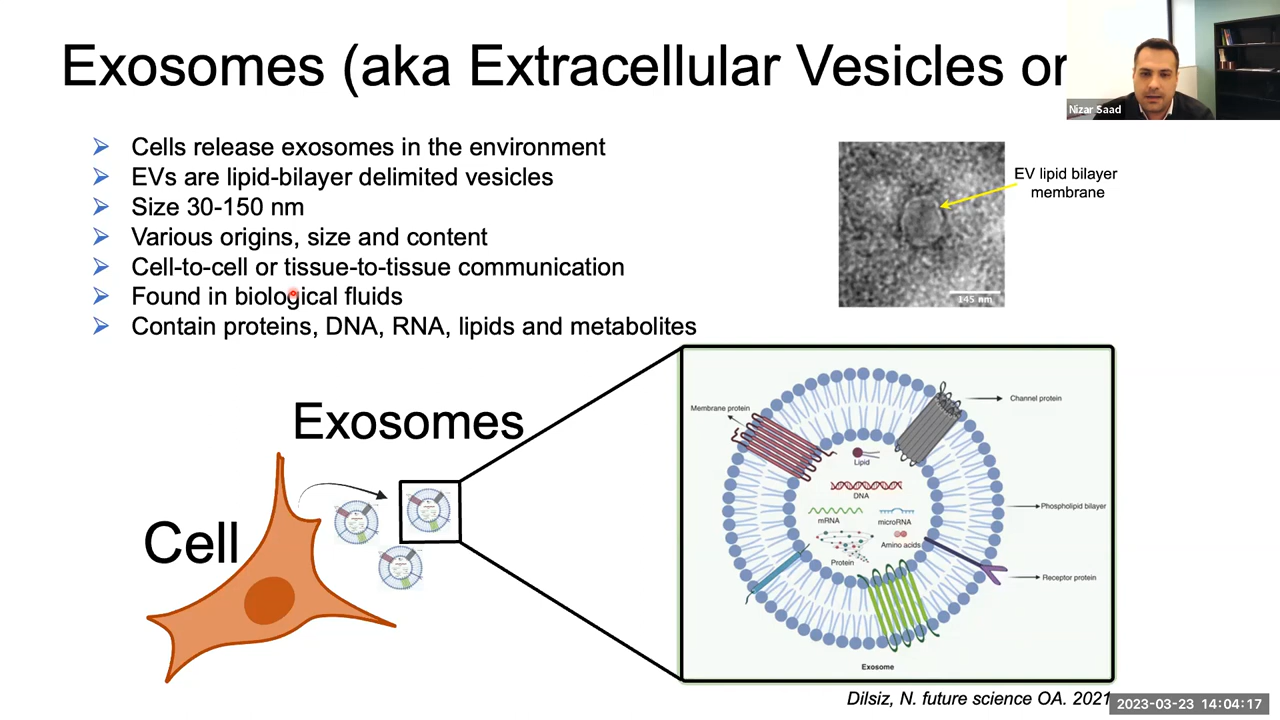 Exosomes (aka Extracellular Vesicles or
Nizar Saad
Cells release exosomes in the environment
EVs are lipid-bilayer delimited vesicles
Size 30-150 nm
Various origins, size and content
Cell-to-cell or tissue-to-tissue communication
Found in biological fluids
Contain proteins, DNA, RNA, lipids and metabolites
EV lipid bilayer
membrane
145 nm
Exosomes
Cell
Membrane protein
Channel protein
Lipid
DNA
mRNA
microRNA
Phospholipid bilayer
Amino acids
Protein
Receptor protein
Exosome
Dilsiz, N. future science OA. 2021
2023-03-23 14:04:17